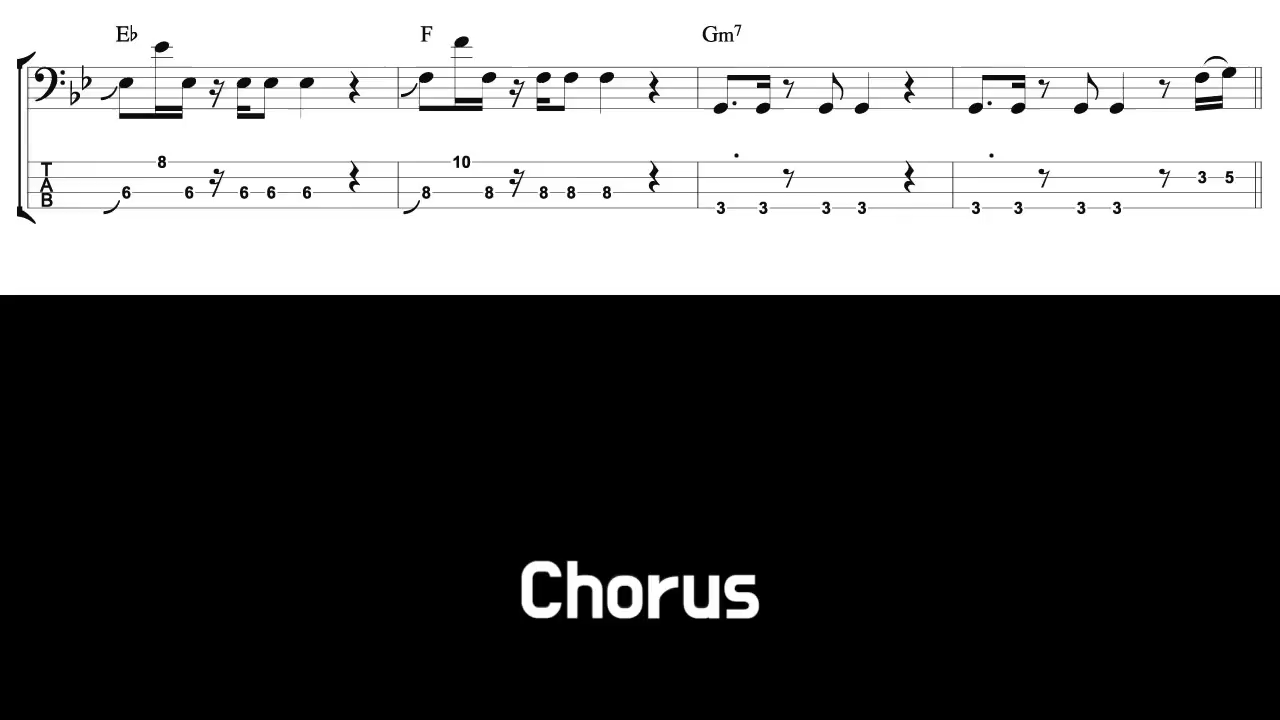 E♭ F Gm7
T 8 10
A 3 5
6 6 6 6 6 8 8 8 8 8
B 3 3 3 3 3 3 3 3
Chorus